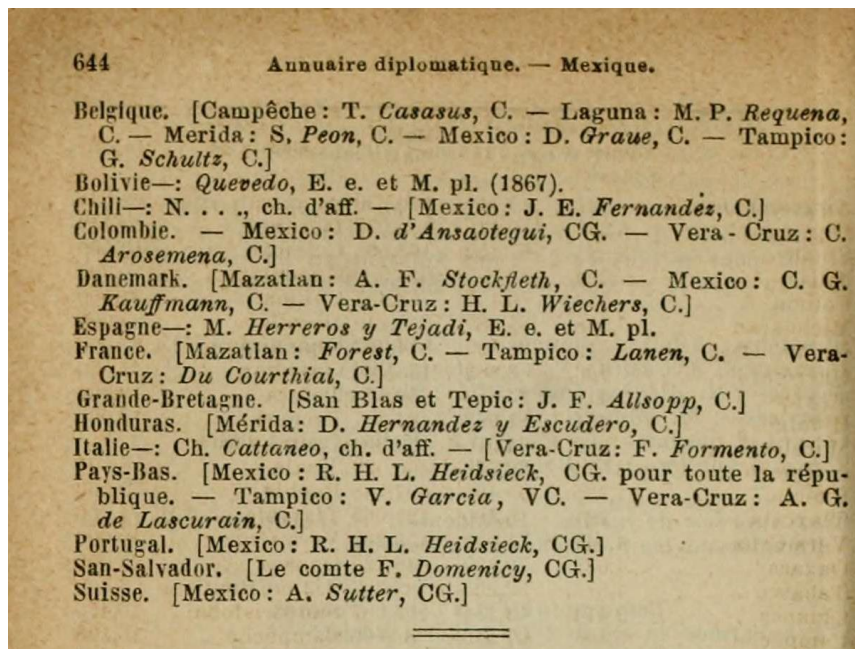 644 Annuaire diplomatique. — Mexique.
Belgique. [Campêche: T. Casasus, C. — Laguna: M. P. Requena,
C. — Merida: S. Peon, C. — Mexico: D. Graue, C. — Tampico:
G. Schultz, C.]
Bolivie—: Quevedo, E. e. et M. pl. (1867).
Chili—: N. . . ., ch. d'aff. — [Mexico: J. E. Fernandéz, C.]
Colombie. — Mexico: D. d'Ansaotegui, CG. — Vera-Cruz: C.
Arosemena, C.]
Danemark. [Mazatlan: A. F. Stockfleth, C. — Mexico: C. G.
Kauffmann, C. — Vera-Cruz: H. L. Wiechers, C.]
Espagne—: M. Herreros y Tejadi, E. e. et M. pl.
France. [Mazatlan: Forest, C. — Tampico: Lanen, C. — Vera-
Cruz: Du Courthial, C.]
Grande-Bretagne. [San Blas et Tepic: J. F. Allsopp, C.]
Honduras. [Mérida: D. Hernandez y Escudero, C.]
Italie—: Ch. Cattaneo, ch. d'aff. — [Vera-Cruz: F. Formento, C.]
Pays-Bas. [Mexico: R. H. L. Heidsieck, CG. pour toute la répu-
blique. — Tampico: V. Garcia, VC. — Vera-Cruz: A. G.
de Lascurain, C.]
Portugal. [Mexico: R. H. L. Heidsieck, CG.]
San-Salvador. [Le comte F. Domenicy, CG.]
Suisse. [Mexico: A. Sutter, CG.]